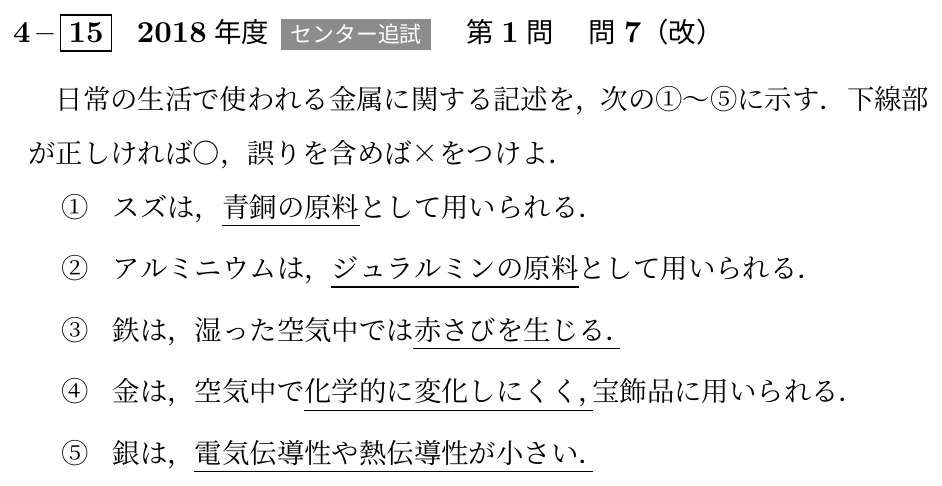 4－15　2018 年度　センター追試　第 1 問　問 7（改）
日常の生活で使われる金属に関する記述を，次の①～⑤に示す．下線部
が正しければ○，誤りを含めば×をつけよ．
① スズは，青銅の原料として用いられる．
② アルミニウムは，ジュラルミンの原料として用いられる．
③ 鉄は，湿った空気中では赤さびを生じる．
④ 金は，空気中で化学的に変化しにくく，宝飾品に用いられる．
⑤ 銀は，電気伝導性や熱伝導性が小さい．